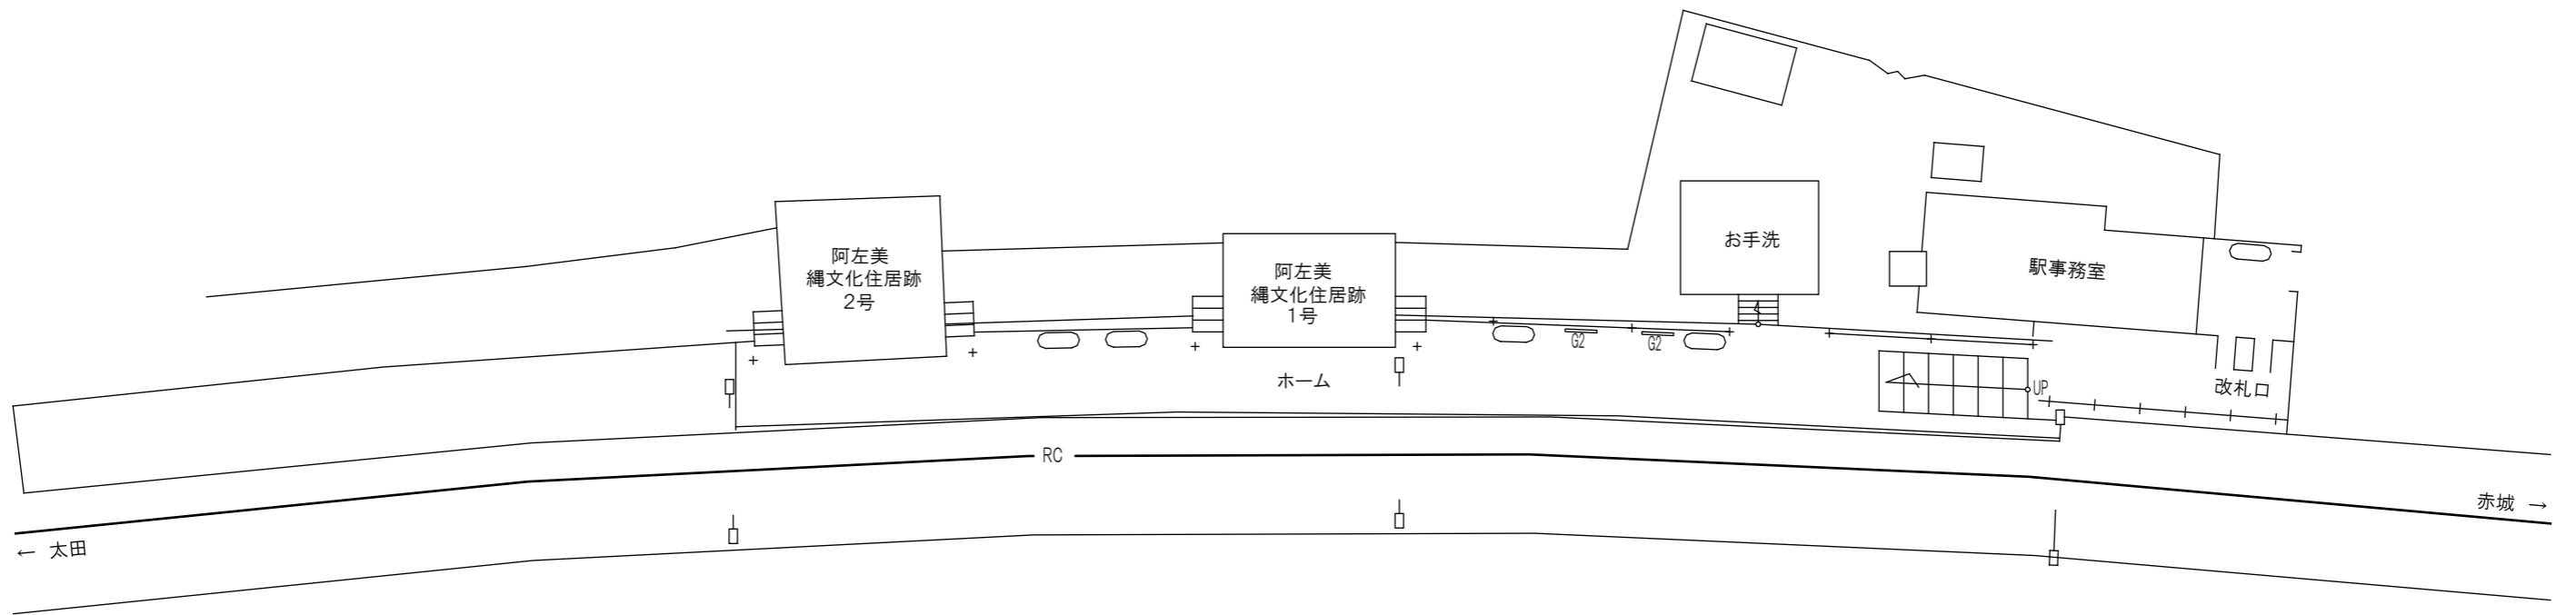 阿左美
縄文化住居跡
2号
阿左美
縄文化住居跡
1号
お手洗
駅事務室
G2
G2
ホーム
UP
改札口
RC
← 太田
赤城 →